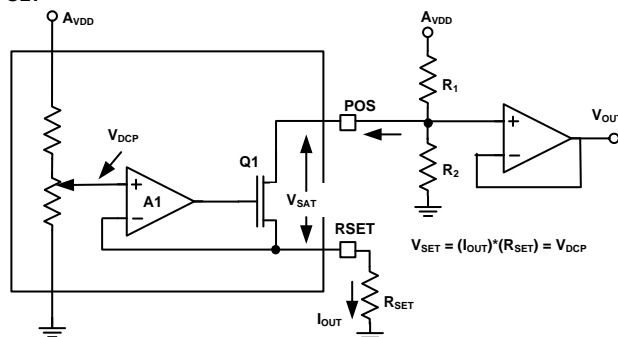 AVDD
AVDD
R1
POS
VOUT
VDCP
Q1
+
+
−
R2
A1
VSAT
−
RSET
VSET = (IOUT)*(RSET) = VDCP
RSET
IOUT